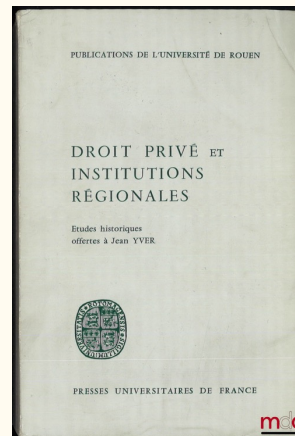 PUBLICATIONS DE L'UNIVERSITÉ DE ROUEN
DROIT PRIVÉ ET
INSTITUTIONS
RÉGIONALES
Etudes historiques
offertes à Jean YVER
PRESSES UNIVERSITAIRES DE FRANCE